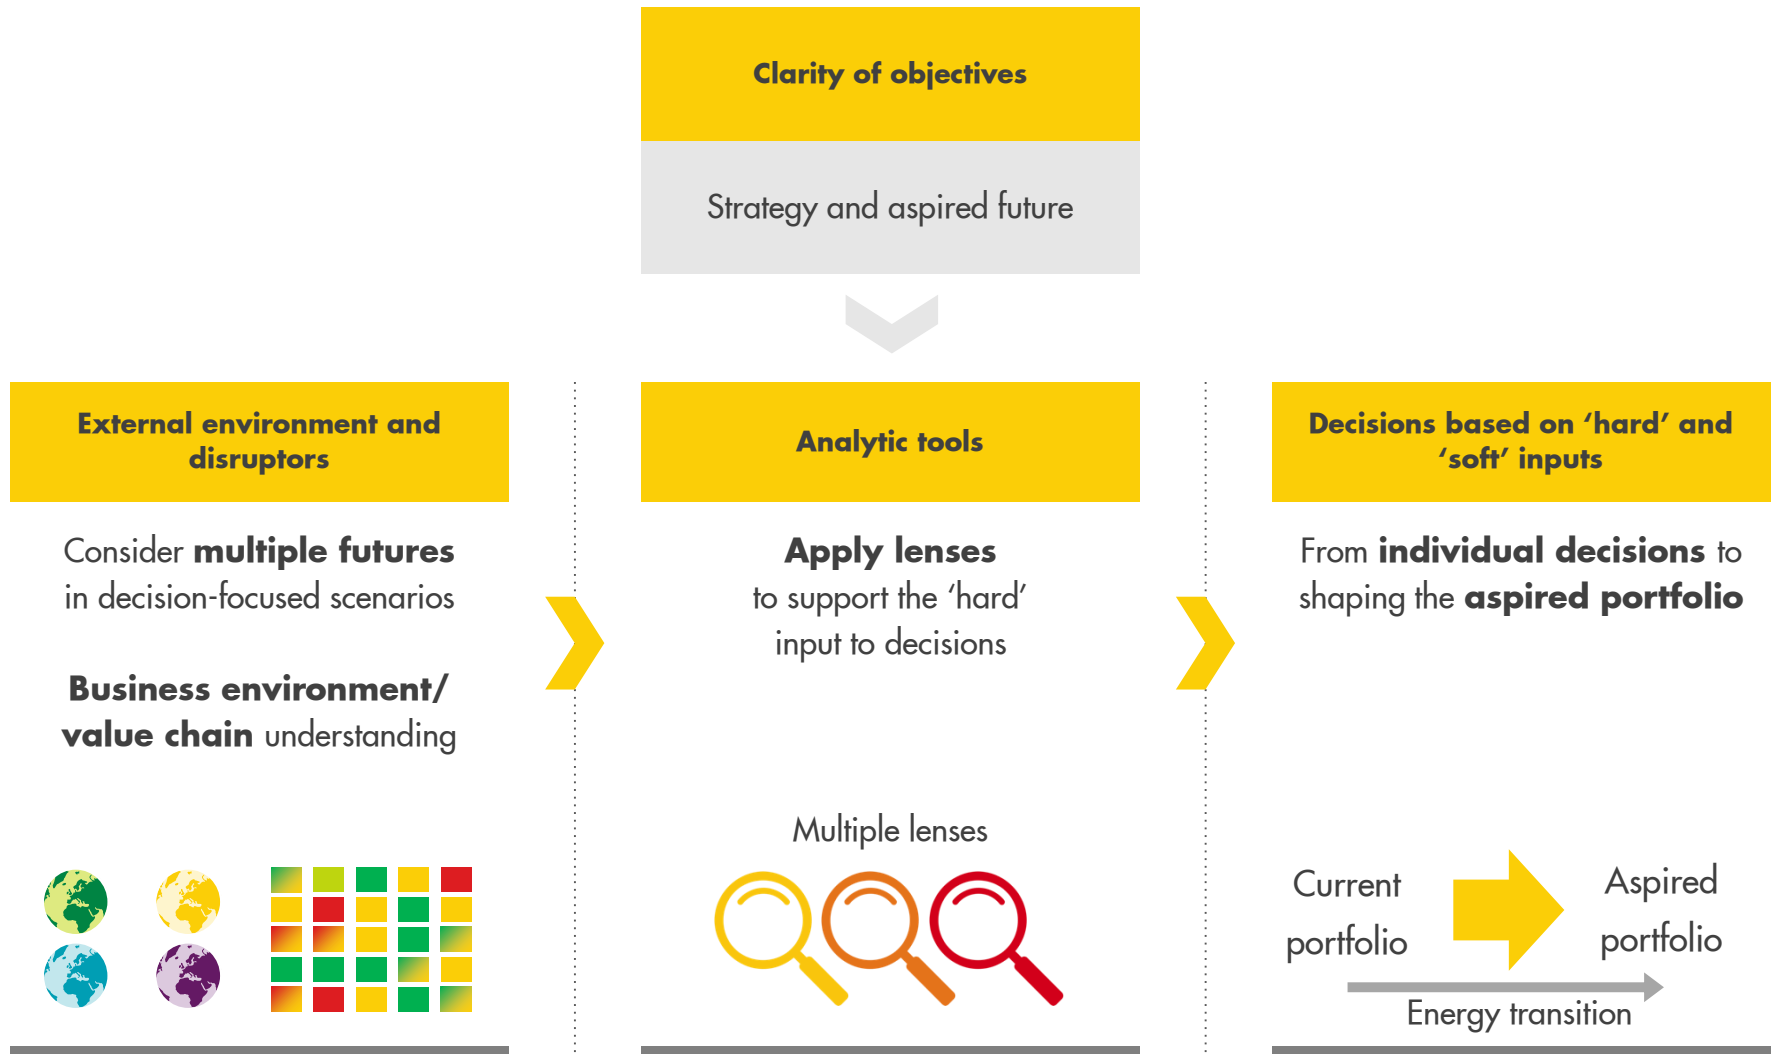 Clarity of objectives
Strategy and aspired future
External environment and
disruptors
Consider multiple futures
in decision-focused scenarios
Business environment/
value chain understanding
Analytic tools
Apply lenses
to support the ‘hard’
input to decisions
Multiple lenses
Decisions based on ‘hard’ and
‘soft’ inputs
From individual decisions to
shaping the aspired portfolio
Current
portfolio
Aspired
portfolio
Energy transition